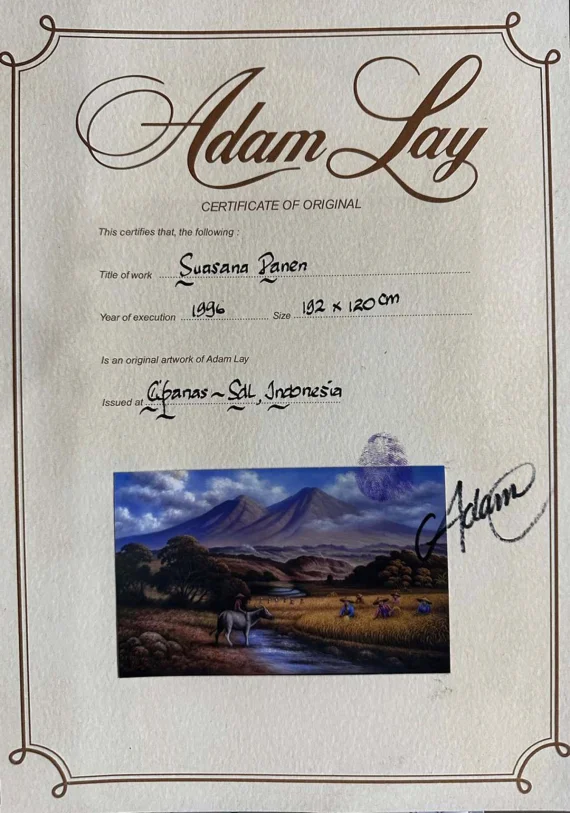 Adam Lay
CERTIFICATE OF ORIGINAL
This certifies that, the following :
Title of work Suasana Panen
Year of execution 1996 Size 192 x 120 cm
Is an original artwork of Adam Lay
Issued at Cipanas ~ Sdl, Indonesia
Adam